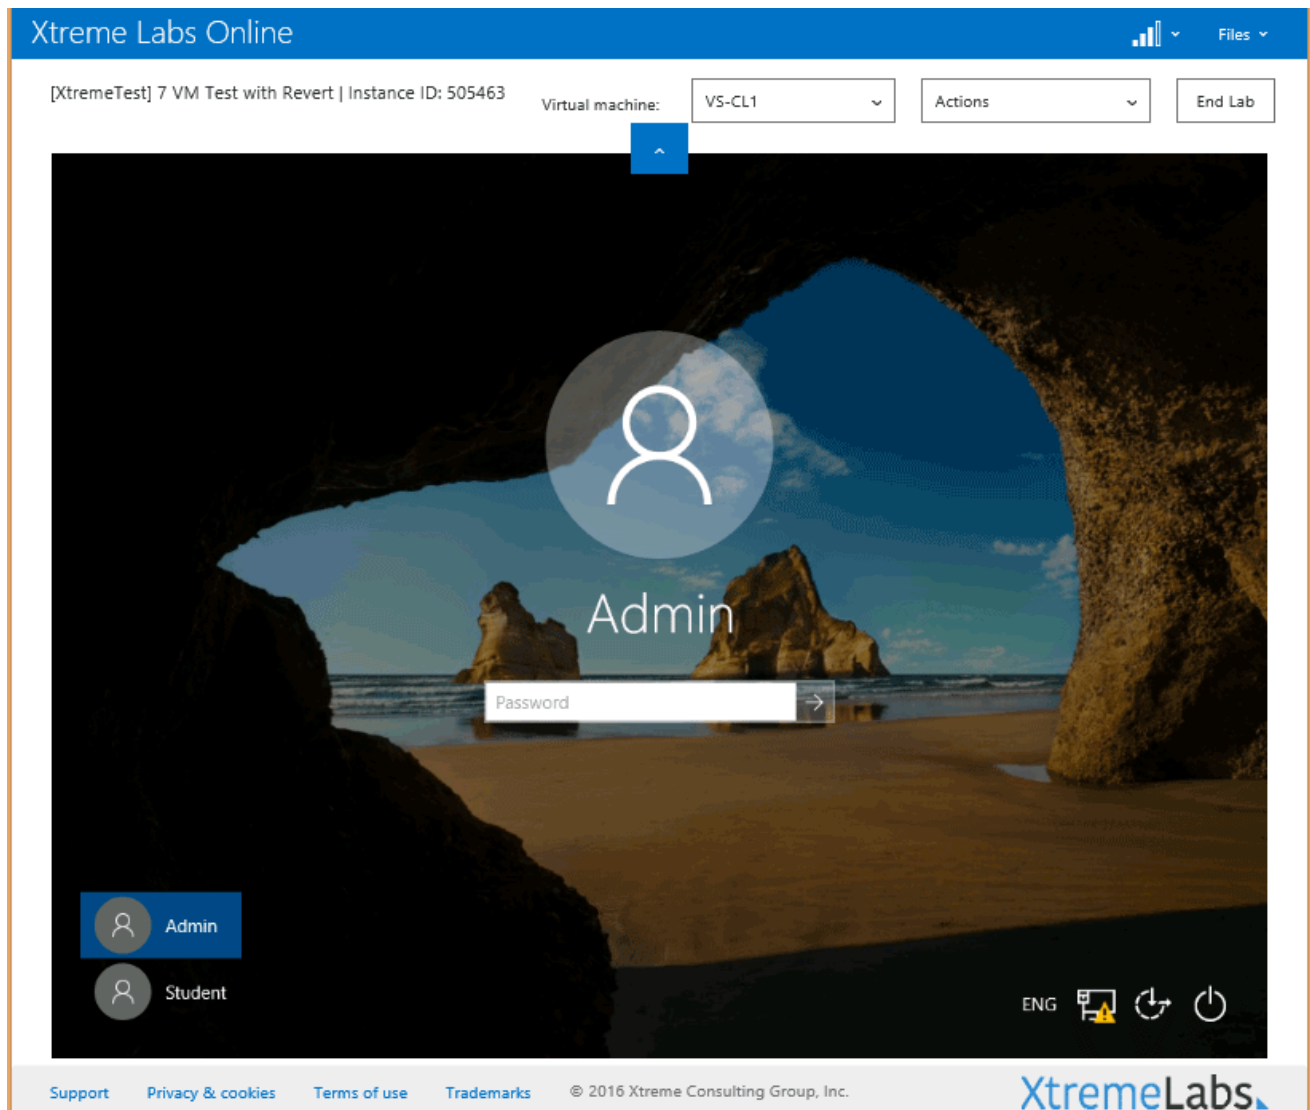 Xtreme Labs Online
Files
[XtremeTest] 7 VM Test with Revert | Instance ID: 505463
Virtual machine:
VS-CL1
Actions
End Lab
Admin
Password
Admin
Student
ENG
Support Privacy & cookies Terms of use Trademarks © 2016 Xtreme Consulting Group, Inc.
XtremeLabs